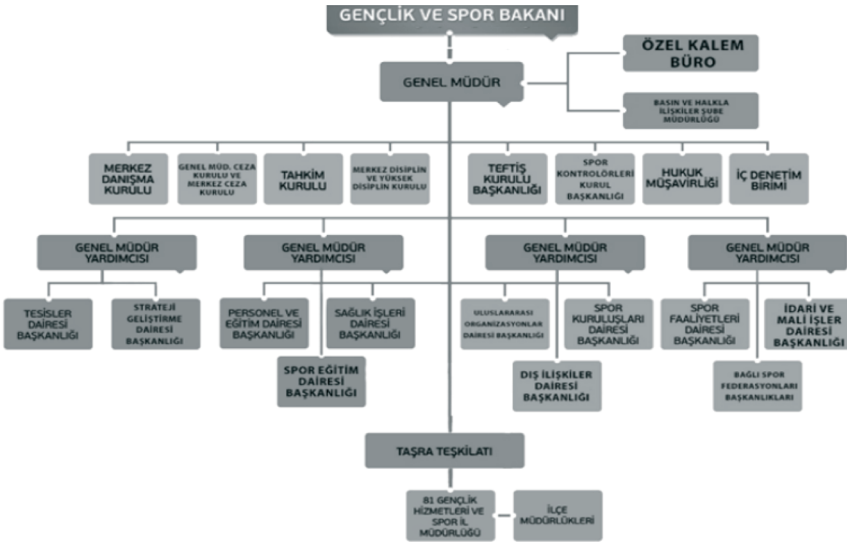 GENÇLİK VE SPOR BAKANI
GENEL MÜDÜR
ÖZEL KALEM
BÜRO
BASIN VE HALKLA
İLİŞKİLER ŞUBE
MÜDÜRLÜĞÜ
MERKEZ
DANIŞMA
KURULU
GENEL MÜD. CEZA
KURULU VE
MERKEZ CEZA
KURULU
TAHKİM
KURULU
MERKEZ DİSİPLİN
VE YÜKSEK
DİSİPLİN KURULU
TEFTİŞ
KURULU
BAŞKANLIĞI
SPOR
KONTROLÖRLERİ
KURUL
BAŞKANLIĞI
HUKUK
MÜŞAVİRLİĞİ
İÇ DENETİM
BİRİMİ
GENEL MÜDÜR
YARDIMCISI
GENEL MÜDÜR
YARDIMCISI
GENEL MÜDÜR
YARDIMCISI
GENEL MÜDÜR
YARDIMCISI
TESİSLER
DAİRESİ
BAŞKANLIĞI
STRATEJİ
GELİŞTİRME
DAİRESİ
BAŞKANLIĞI
PERSONEL VE
EĞİTİM DAİRESİ
BAŞKANLIĞI
SAĞLIK İŞLERİ
DAİRESİ
BAŞKANLIĞI
ULUSLARARASI
ORGANİZASYONLAR
DAİRESİ BAŞKANLIĞI
SPOR
KURULUŞLARI
DAİRESİ
BAŞKANLIĞI
SPOR
FAALİYETLERİ
DAİRESİ
BAŞKANLIĞI
İDARİ VE
MALİ İŞLER
DAİRESİ
BAŞKANLIĞI
SPOR EĞİTİM
DAİRESİ
BAŞKANLIĞI
DIŞ İLİŞKİLER
DAİRESİ
BAŞKANLIĞI
BAĞLI SPOR
FEDERASYONLARI
BAŞKANLIKLARI
TAŞRA TEŞKİLATI
81 GENÇLİK
HİZMETLERİ VE
SPOR İL
MÜDÜRLÜĞÜ
İLÇE
MÜDÜRLÜKLERİ